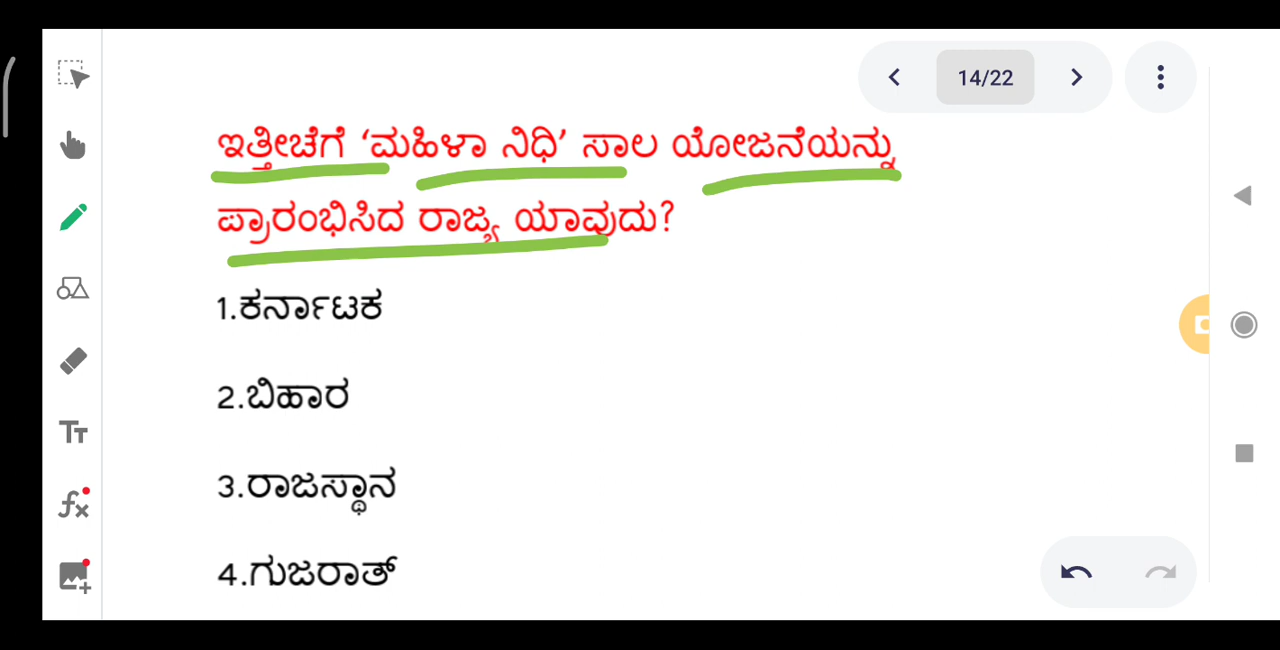 14/22
ಇತ್ತೀಚೆಗೆ ‘ಮಹಿಳಾ ನಿಧಿ’ ಸಾಲ ಯೋಜನೆಯನ್ನು
ಪ್ರಾರಂಭಿಸಿದ ರಾಜ್ಯ ಯಾವುದು?
1.ಕರ್ನಾಟಕ
2.ಬಿಹಾರ
3.ರಾಜಸ್ಥಾನ
4.ಗುಜರಾತ್